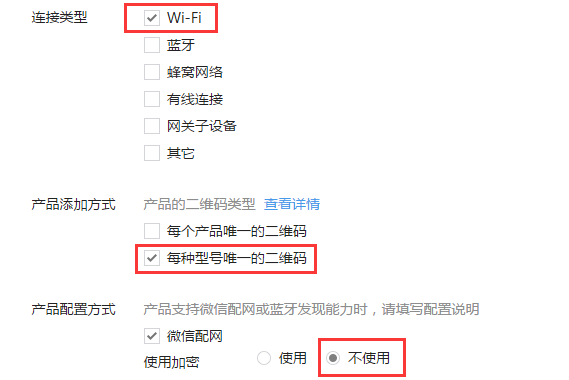 连接类型 Wi-Fi
蓝牙
蜂窝网络
有线连接
网关子设备
其它
产品添加方式 产品的二维码类型 查看详情
每个产品唯一的二维码
每种型号唯一的二维码
产品配置方式 产品支持微信配网或蓝牙发现能力时，请填写配置说明
微信配网
使用加密 使用 不使用